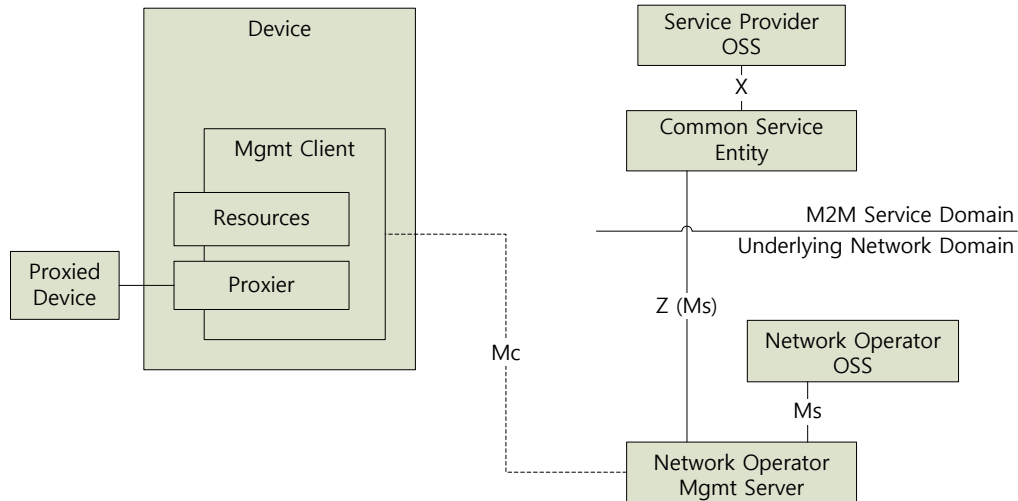 Device
Mgmt Client
Resources
Proxier
Proxied
Device
Mc
Service Provider
OSS
X
Common Service
Entity
M2M Service Domain
Underlying Network Domain
Z (Ms)
Network Operator
OSS
Ms
Network Operator
Mgmt Server